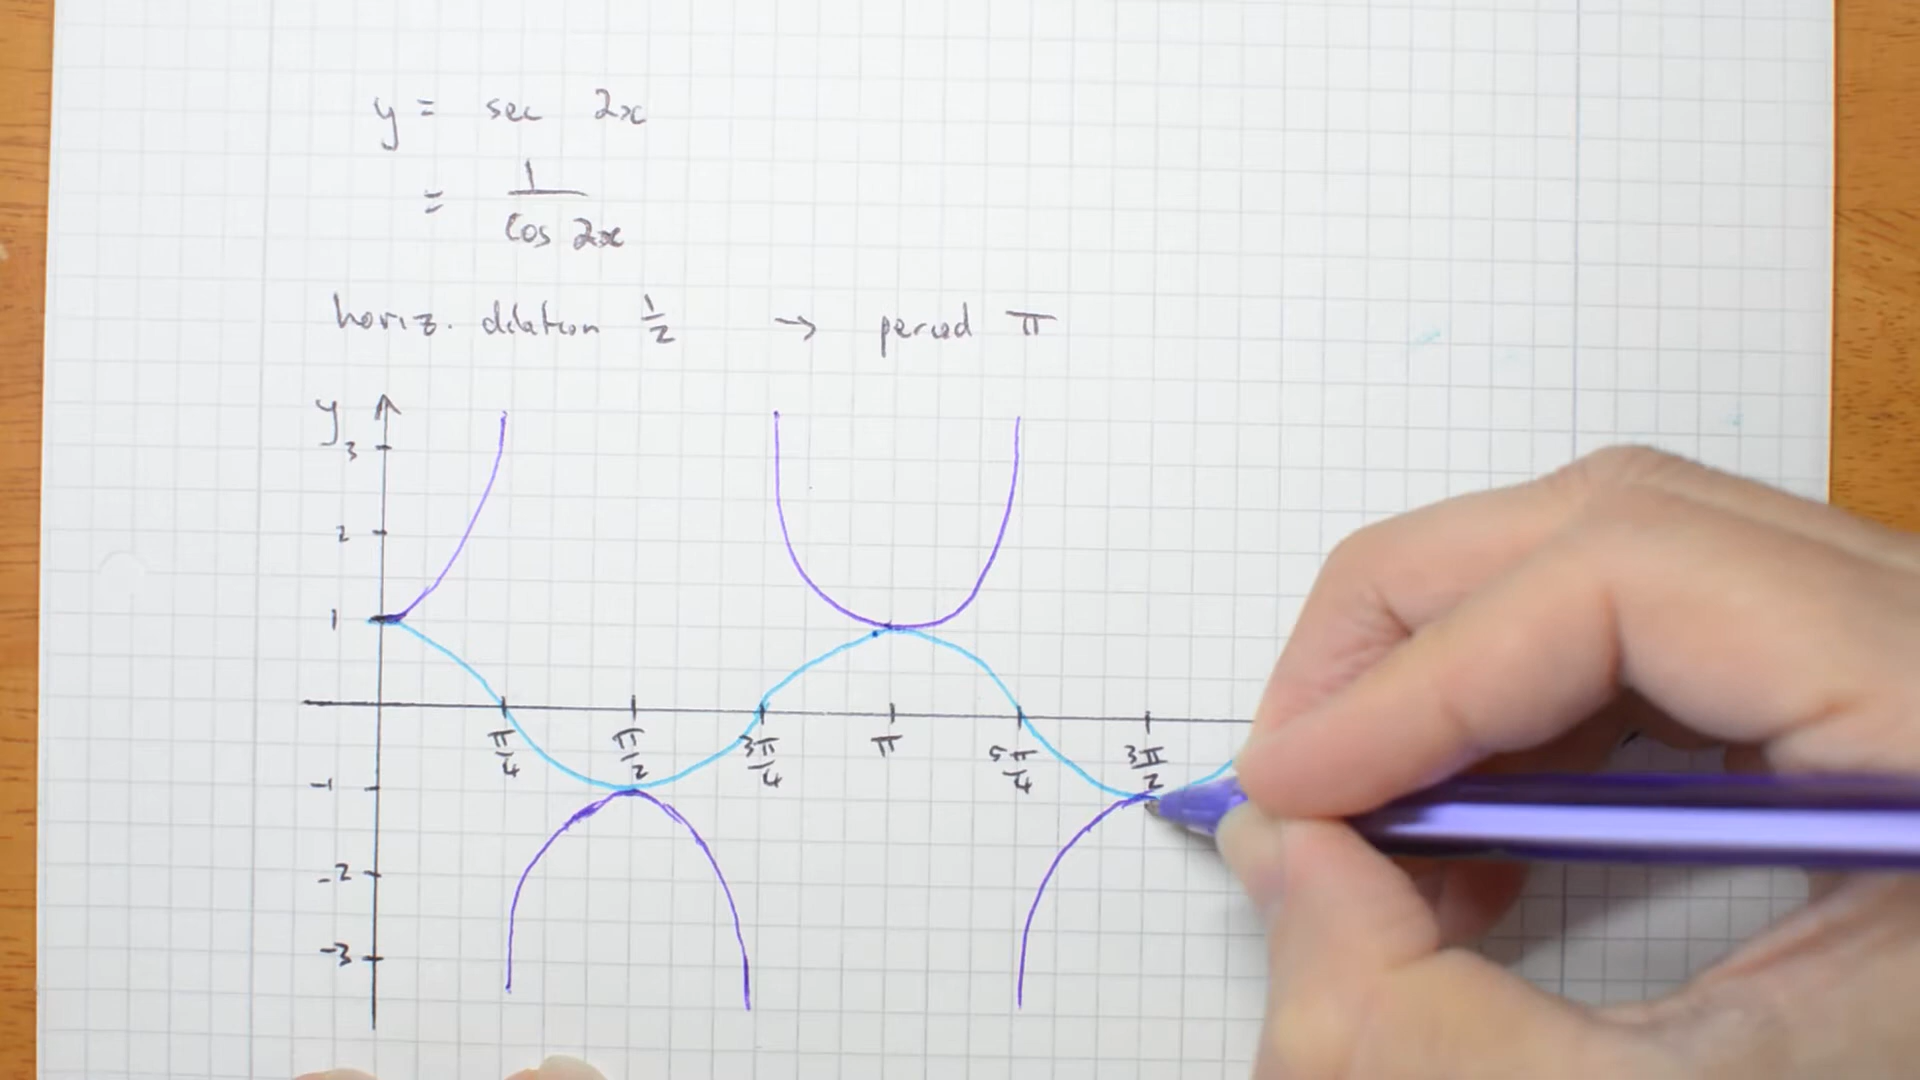 y = sec 2x
= 1/cos 2x
horiz. dilation 1/2 → period π
y
3
2
1
π/4 π/2 3π/4 π 5π/4 3π/2
-1
-2
-3